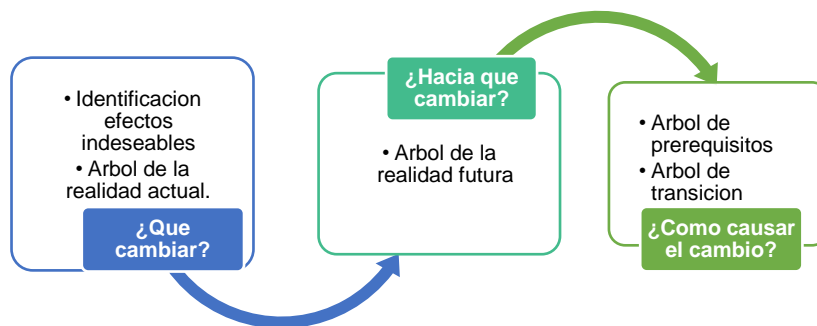 • Identificacion
efectos
indeseables
• Arbol de la
realidad actual.
¿Que
cambiar?
¿Hacia que
cambiar?
• Arbol de la
realidad futura
• Arbol de
prerequisitos
• Arbol de
transicion
¿Como causar
el cambio?